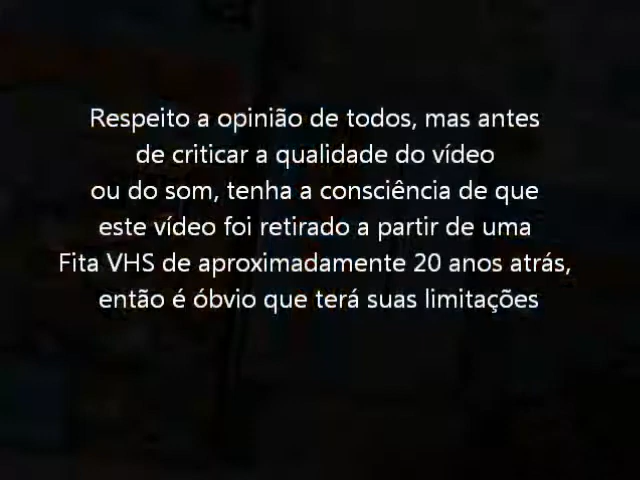 Respeito a opinião de todos, mas antes
de criticar a qualidade do vídeo
ou do som, tenha a consciência de que
este vídeo foi retirado a partir de uma
Fita VHS de aproximadamente 20 anos atrás,
então é óbvio que terá suas limitações